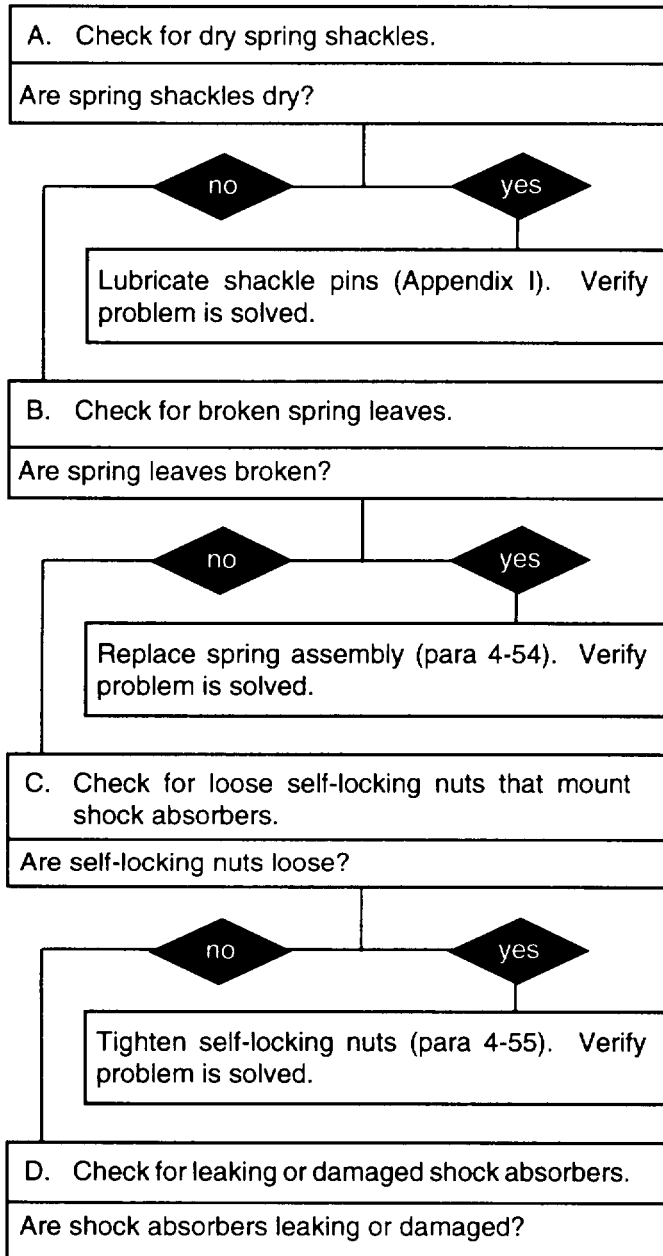 A. Check for dry spring shackles.
Are spring shackles dry?
no
yes
Lubricate shackle pins (Appendix I). Verify
problem is solved.
B. Check for broken spring leaves.
Are spring leaves broken?
no
yes
Replace spring assembly (para 4-54). Verify
problem is solved.
C. Check for loose self-locking nuts that mount
shock absorbers.
Are self-locking nuts loose?
no
yes
Tighten self-locking nuts (para 4-55). Verify
problem is solved.
D. Check for leaking or damaged shock absorbers.
Are shock absorbers leaking or damaged?